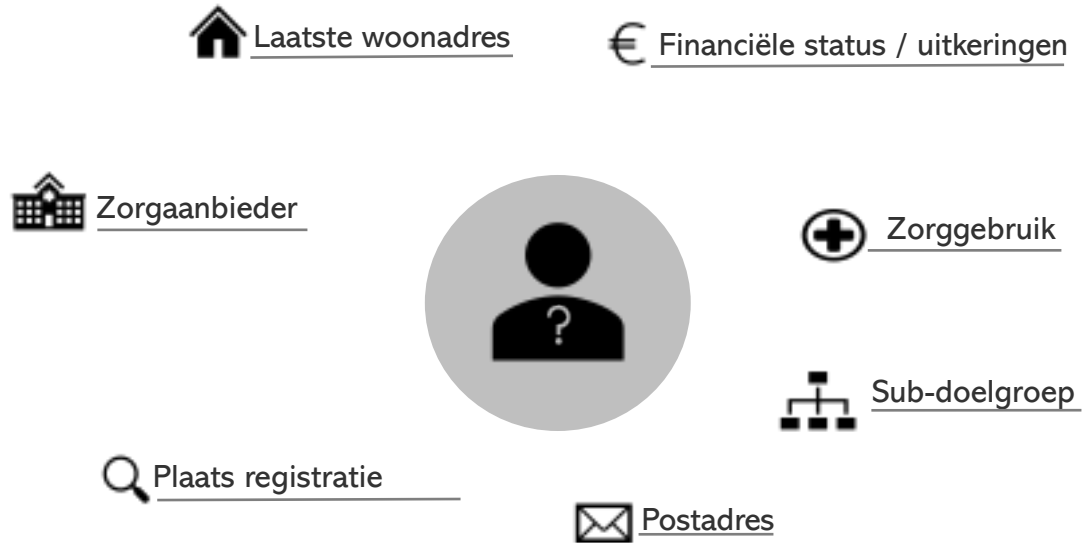 Laatste woonadres
€ Financiële status / uitkeringen
Zorgaanbieder
Zorggebruik
?
Sub-doelgroep
Plaats registratie
Postadres